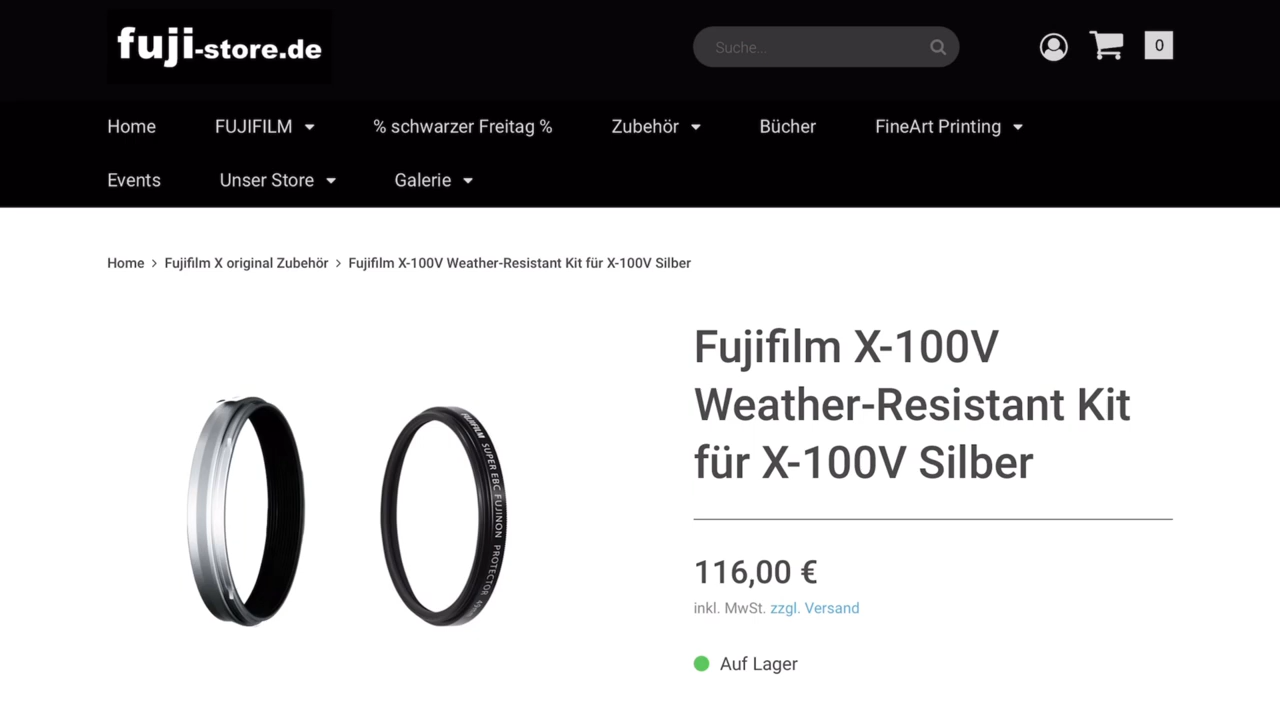 fuji-store.de
Suche...
0
Home
FUJIFILM
% schwarzer Freitag %
Zubehör
Bücher
FineArt Printing
Events
Unser Store
Galerie
Home > Fujifilm X original Zubehör > Fujifilm X-100V Weather-Resistant Kit für X-100V Silber
Fujifilm X-100V
Weather-Resistant Kit
für X-100V Silber
FUJIFILM SUPER EBC FUJINON PROTECTOR
116,00 €
inkl. MwSt. zzgl. Versand
Auf Lager